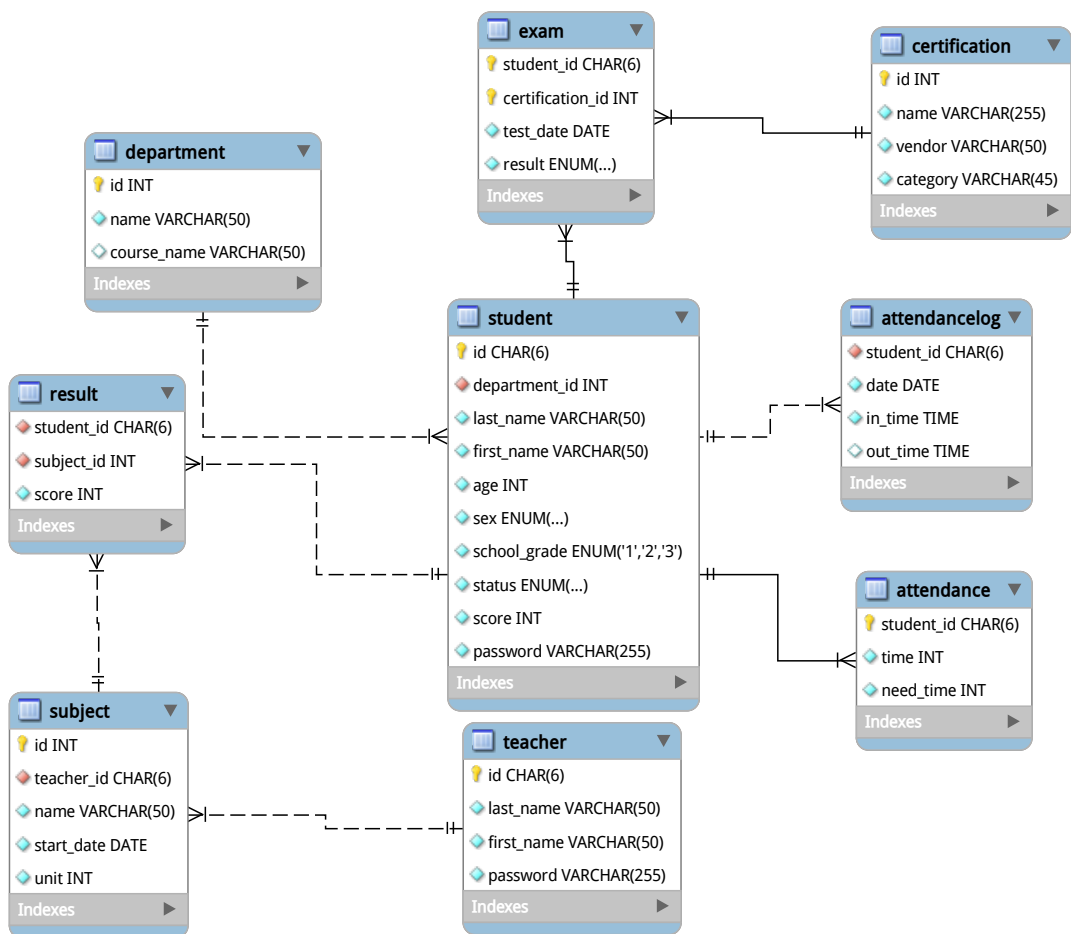 exam
student_id CHAR(6)
certification_id INT
test_date DATE
result ENUM(...)
Indexes
certification
id INT
name VARCHAR(255)
vendor VARCHAR(50)
category VARCHAR(45)
Indexes
department
id INT
name VARCHAR(50)
course_name VARCHAR(50)
Indexes
student
id CHAR(6)
department_id INT
last_name VARCHAR(50)
first_name VARCHAR(50)
age INT
sex ENUM(...)
school_grade ENUM('1','2','3')
status ENUM(...)
score INT
password VARCHAR(255)
Indexes
attendancelog
student_id CHAR(6)
date DATE
in_time TIME
out_time TIME
Indexes
result
student_id CHAR(6)
subject_id INT
score INT
Indexes
attendance
student_id CHAR(6)
time INT
need_time INT
Indexes
subject
id INT
teacher_id CHAR(6)
name VARCHAR(50)
start_date DATE
unit INT
Indexes
teacher
id CHAR(6)
last_name VARCHAR(50)
first_name VARCHAR(50)
password VARCHAR(255)
Indexes